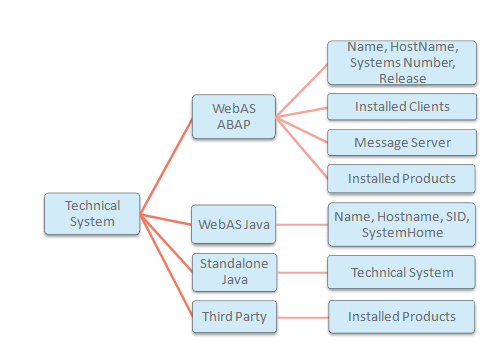 Name, HostName,
Systems Number,
Release
WebAS
ABAP
Installed Clients
Message Server
Installed Products
Technical
System
WebAS Java
Name, Hostname, SID,
SystemHome
Standalone
Java
Technical System
Third Party
Installed Products